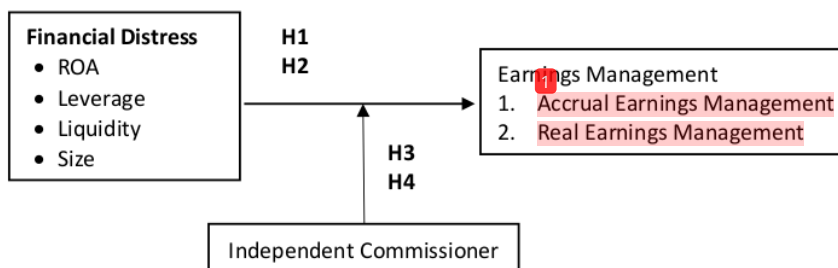 Financial Distress
• ROA
• Leverage
• Liquidity
• Size
H1
H2
Earnings Management
1
1. Accrual Earnings Management
2. Real Earnings Management
H3
H4
Independent Commissioner